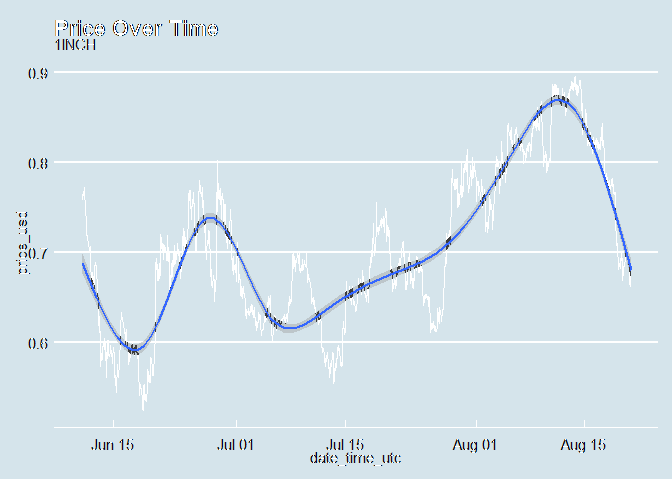 Price Over Time
1INCH
0.9
0.8
price_usd
0.7
0.6
Jun 15 Jul 01 Jul 15 Aug 01 Aug 15
date_time_utc